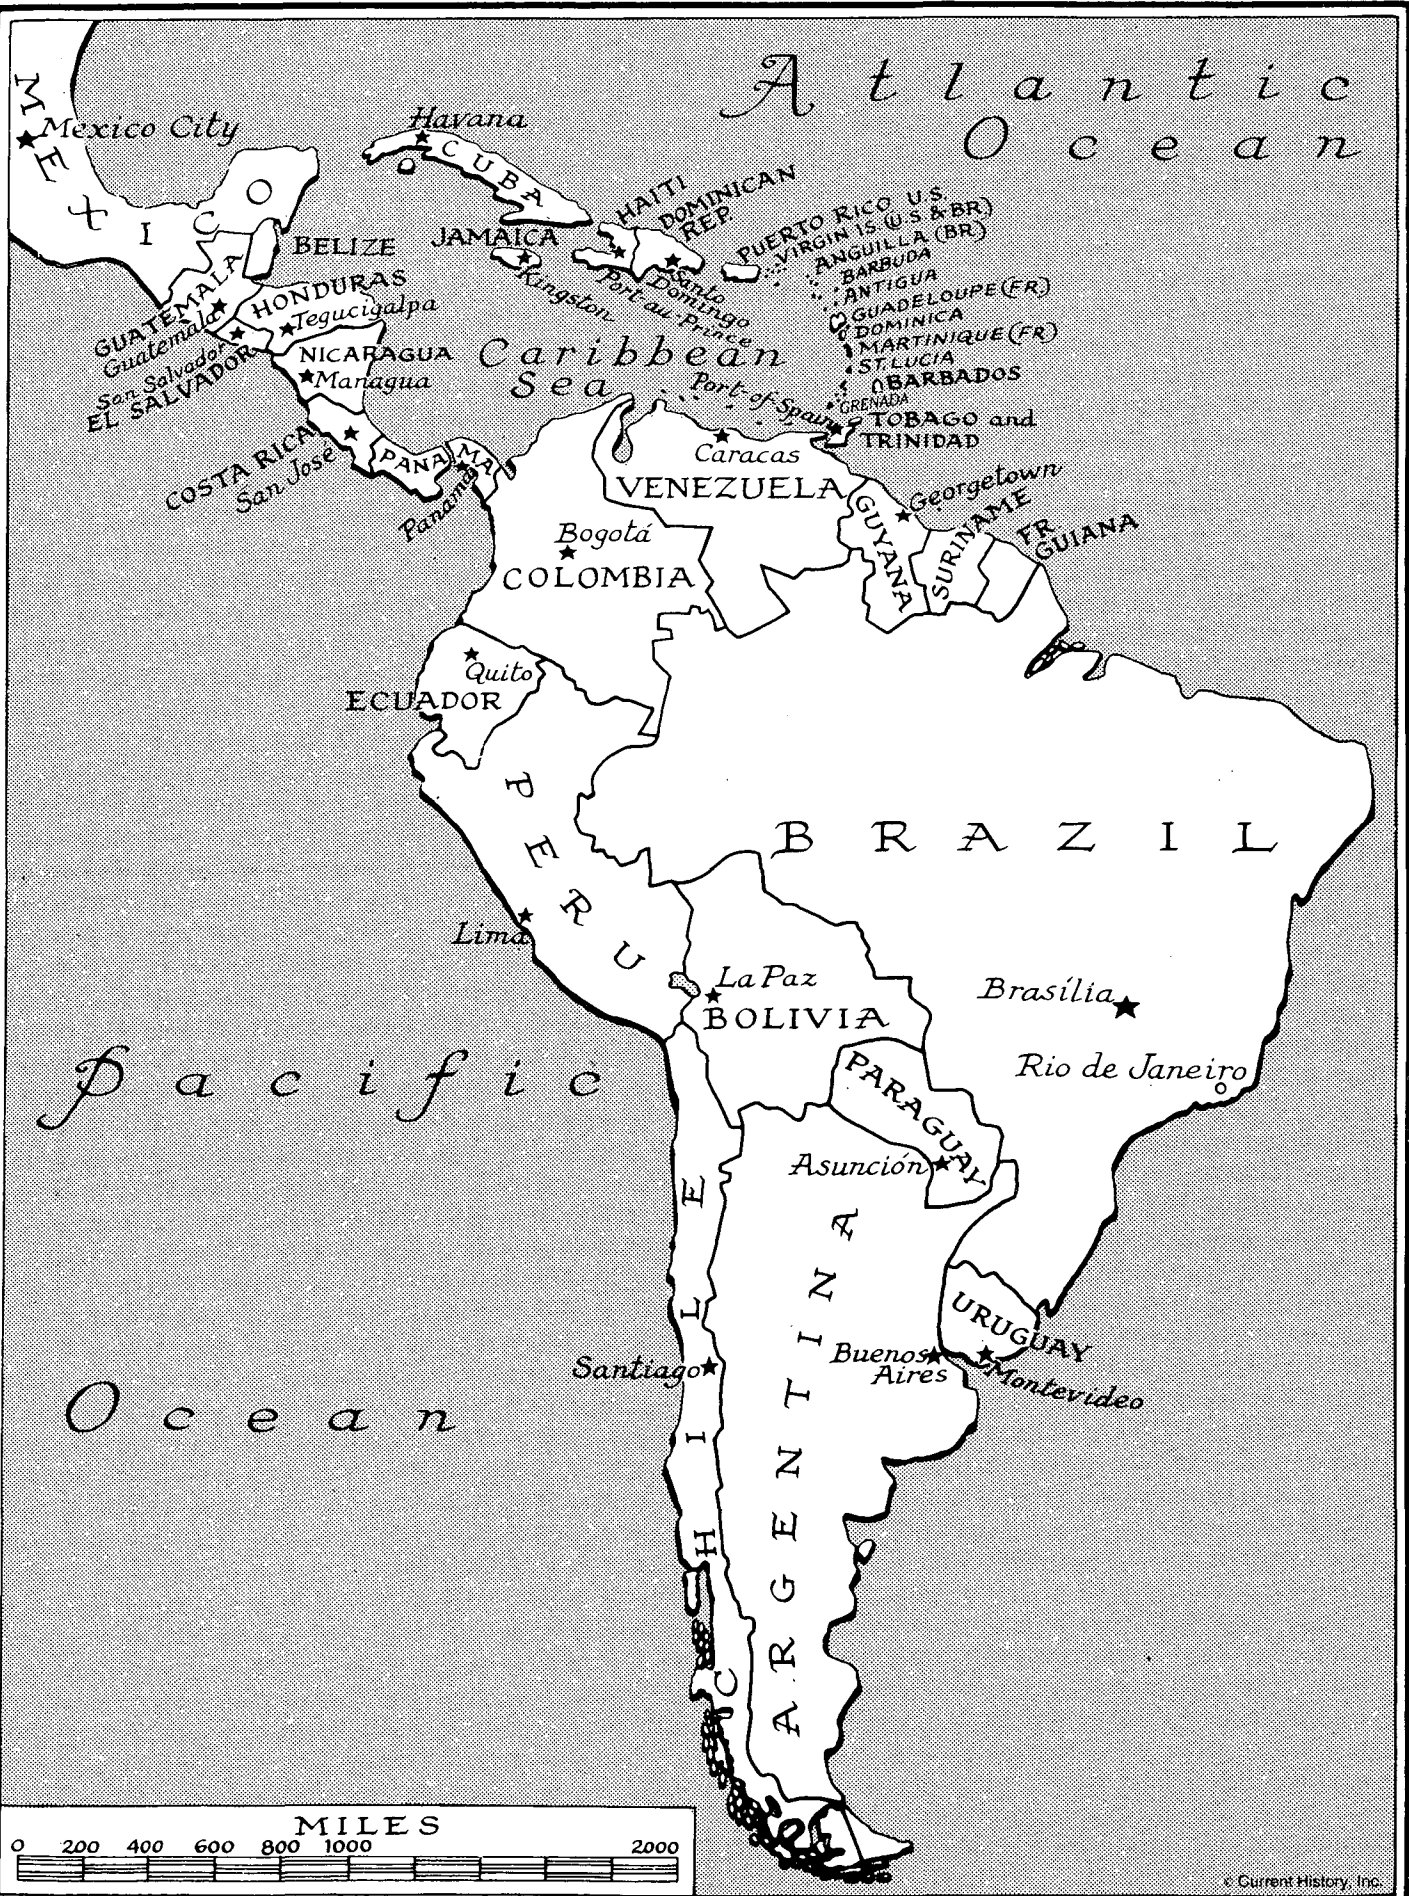 Atlantic
Ocean
MEXICO
Mexico City
Havana
CUBA
HAITI
DOMINICAN
REP.
PUERTO RICO U.S.
VIRGIN IS. (U.S & BR.)
ANGUILLA (BR.)
BARBUDA
ANTIGUA
GUADELOUPE (FR)
DOMINICA
MARTINIQUE (FR)
ST. LUCIA
BARBADOS
GRENADA
TOBAGO and
TRINIDAD
BELIZE
JAMAICA
Kingston
Port-au-Prince
Santo
Domingo
GUATEMALA
Guatemala
HONDURAS
Tegucigalpa
San Salvador
EL SALVADOR
NICARAGUA
Managua
Caribbean
Sea
Port-of-Spain
COSTA RICA
San José
PANAMA
Panama
Caracas
VENEZUELA
Georgetown
GUYANA
SURINAME
FR.
GUIANA
Bogotá
COLOMBIA
Quito
ECUADOR
PERU
Lima
BRAZIL
Brasília
Rio de Janeiro
La Paz
BOLIVIA
PARAGUAY
Asunción
Pacific
Ocean
CHILE
Santiago
ARGENTINA
Buenos
Aires
URUGUAY
Montevideo
MILES
0 200 400 600 800 1000 2000
© Current History, Inc.